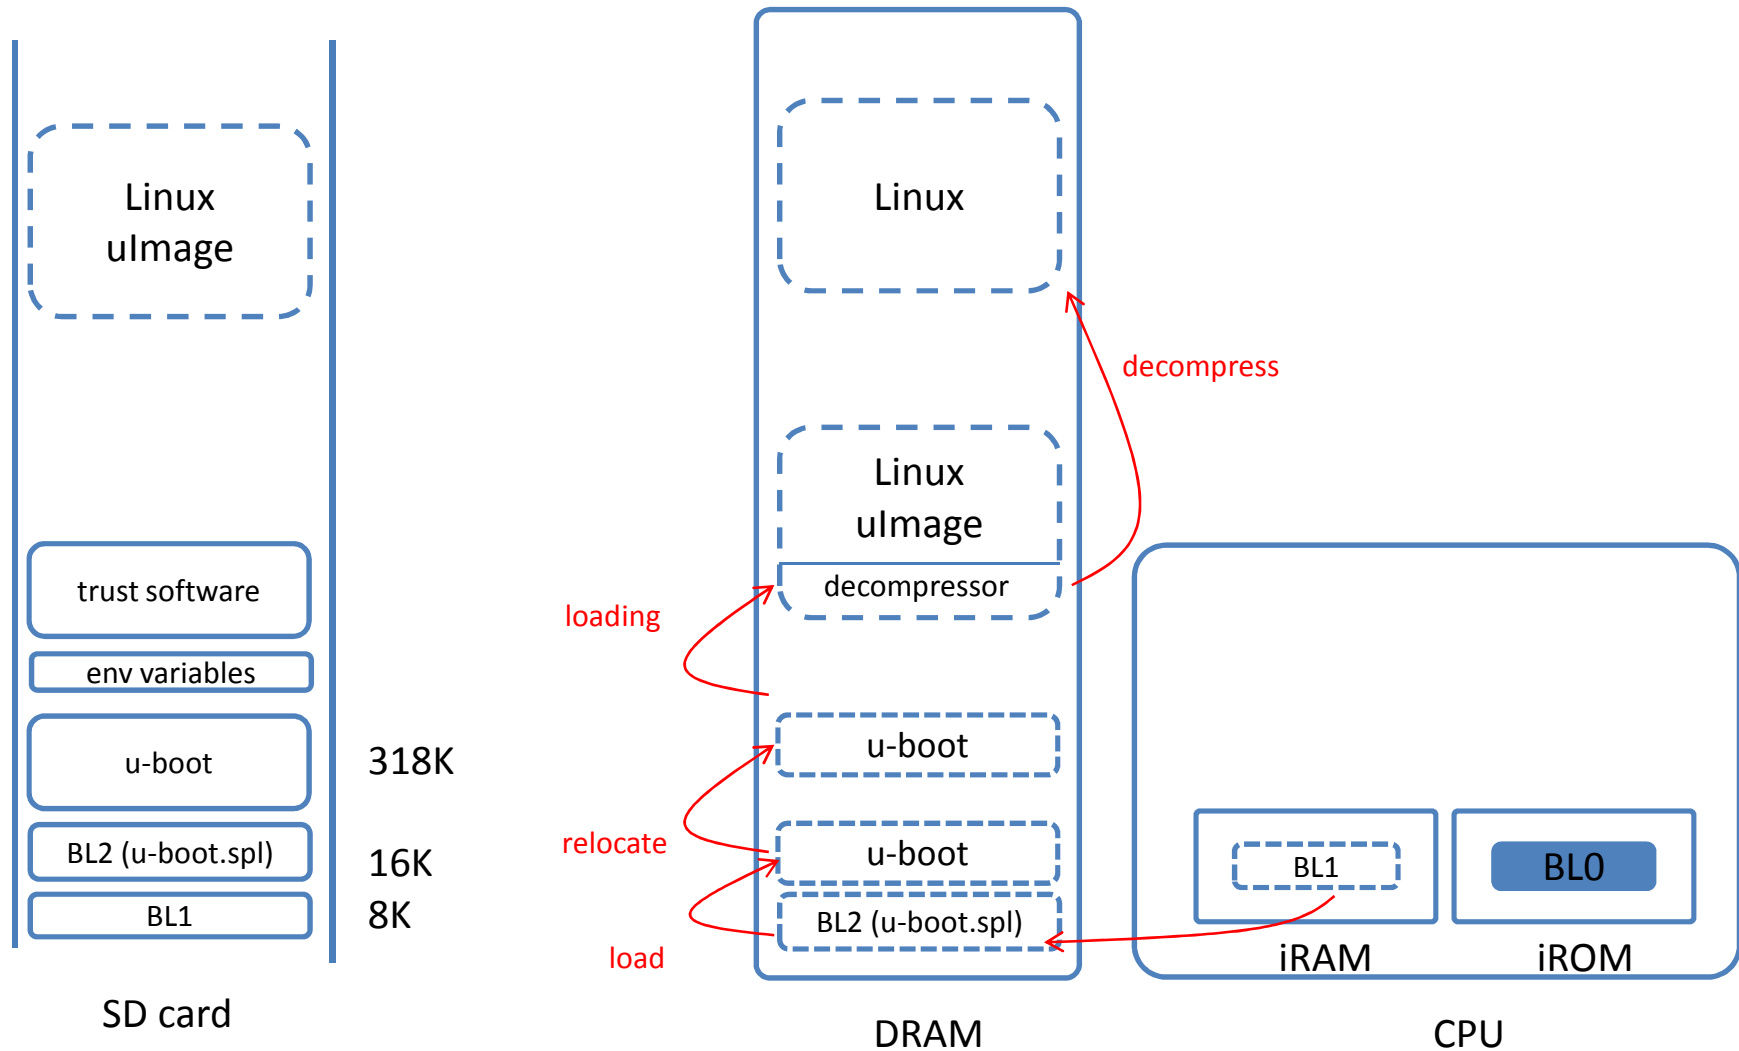 Linux
uImage
trust software
env variables
u-boot
318K
BL2 (u-boot.spl)
16K
BL1
8K
SD card
Linux
decompress
Linux
uImage
decompressor
loading
u-boot
relocate
u-boot
BL2 (u-boot.spl)
load
DRAM
BL1
BL0
iRAM
iROM
CPU